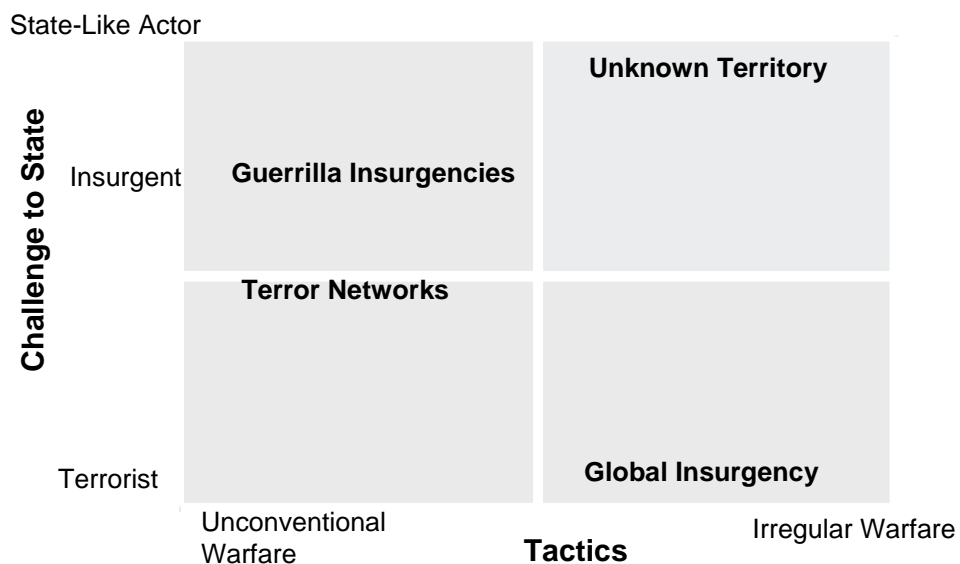 State-Like Actor
Unknown Territory
Challenge to State
Insurgent
Guerrilla Insurgencies
Terror Networks
Terrorist
Global Insurgency
Unconventional
Warfare
Tactics
Irregular Warfare